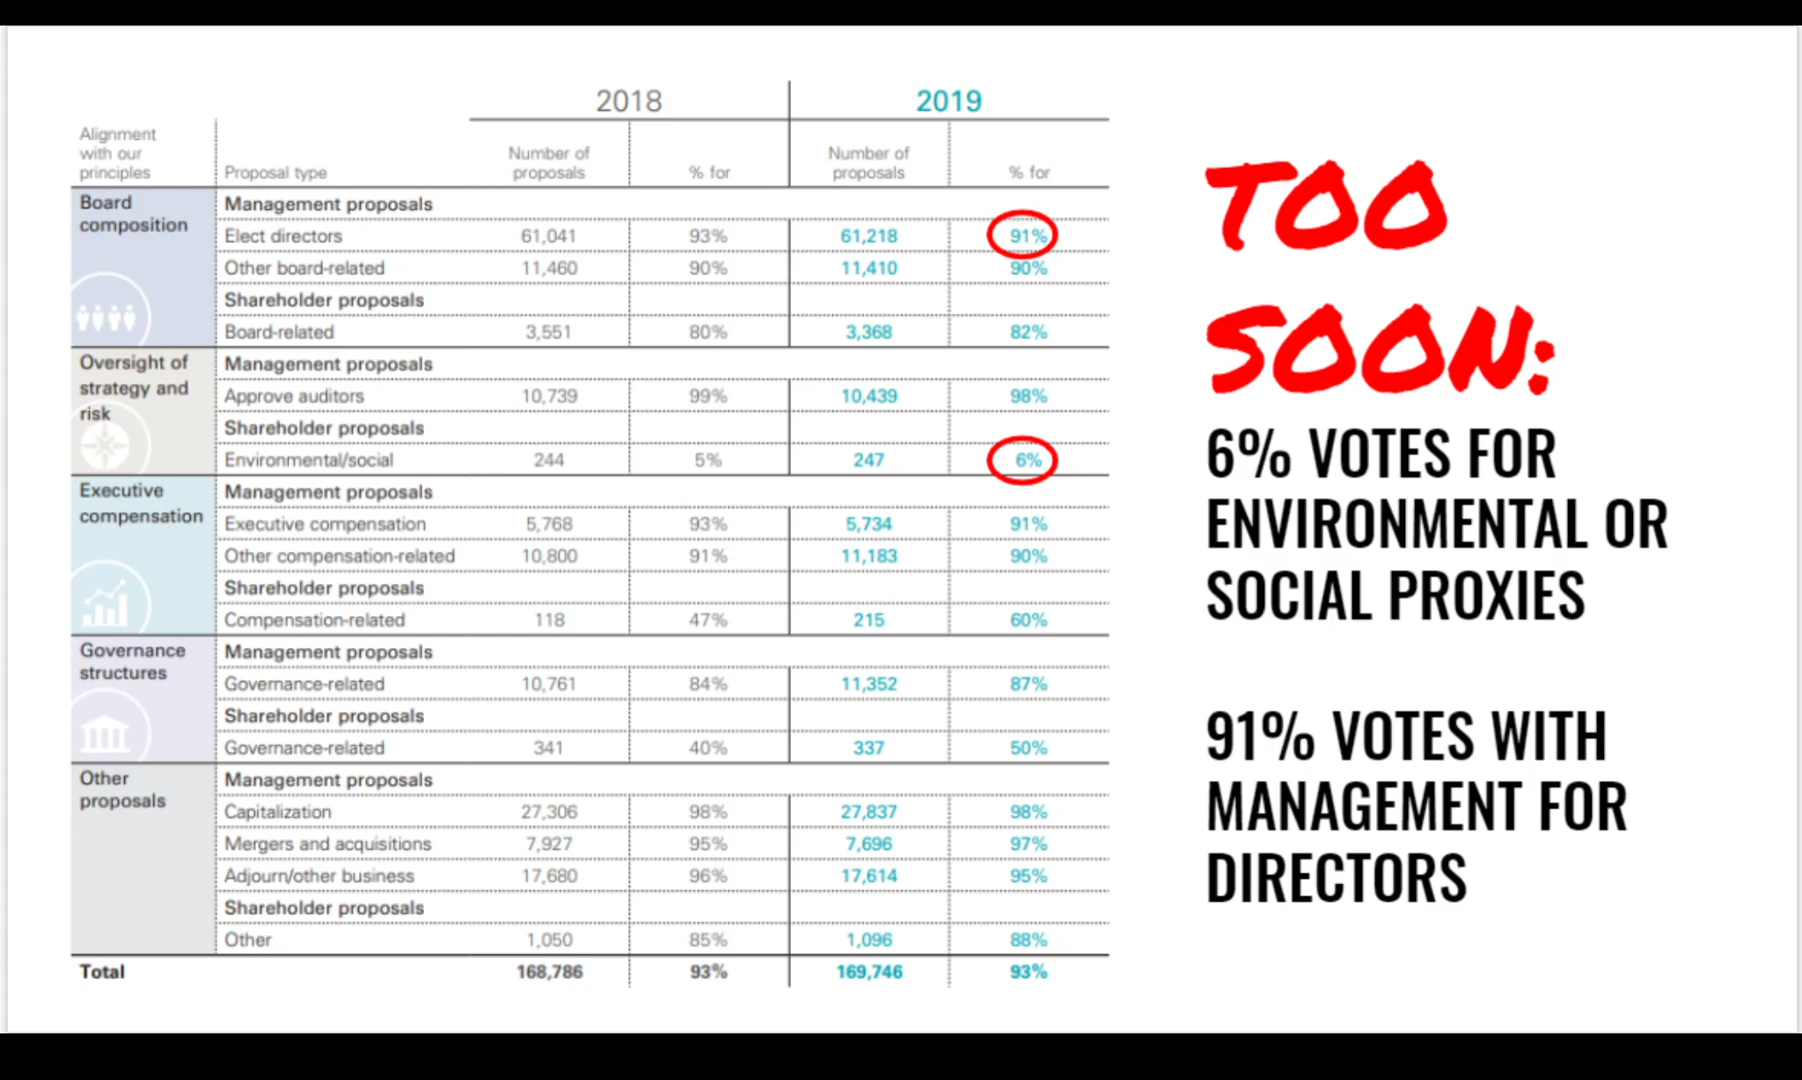 2018 2019
Alignment with our principles Proposal type Number of proposals % for Number of proposals % for
Board composition Management proposals
Elect directors 61,041 93% 61,218 91%
Other board-related 11,460 90% 11,410 90%
Shareholder proposals
Board-related 3,551 80% 3,368 82%
Oversight of strategy and risk Management proposals
Approve auditors 10,739 99% 10,439 98%
Shareholder proposals
Environmental/social 244 5% 247 6%
Executive compensation Management proposals
Executive compensation 5,768 93% 5,734 91%
Other compensation-related 10,800 91% 11,183 90%
Shareholder proposals
Compensation-related 118 47% 215 60%
Governance structures Management proposals
Governance-related 10,761 84% 11,352 87%
Shareholder proposals
Governance-related 341 40% 337 50%
Other proposals Management proposals
Capitalization 27,306 98% 27,837 98%
Mergers and acquisitions 7,927 95% 7,696 97%
Adjourn/other business 17,680 96% 17,614 95%
Shareholder proposals
Other 1,050 85% 1,096 88%
Total 168,786 93% 169,746 93%
TOO
SOON:
6% VOTES FOR
ENVIRONMENTAL OR
SOCIAL PROXIES
91% VOTES WITH
MANAGEMENT FOR
DIRECTORS